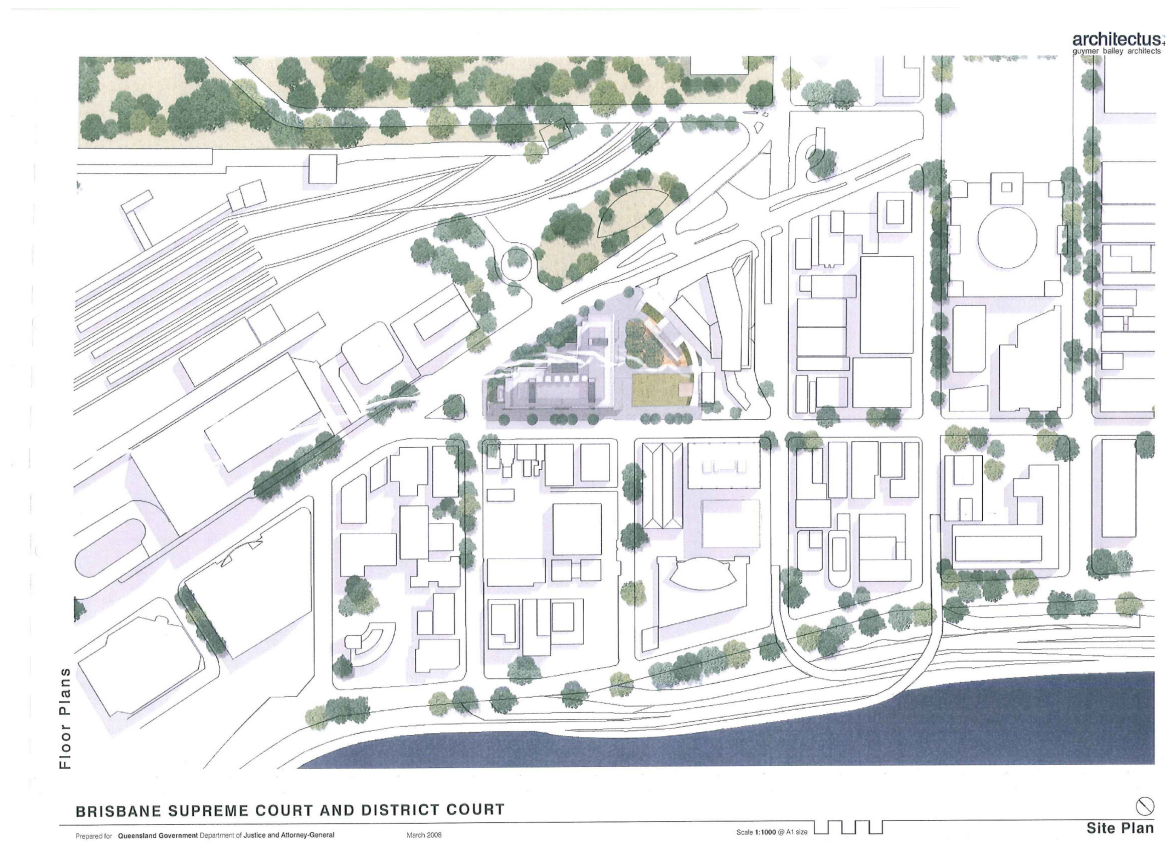 architectus+
guymer bailey architects
Floor Plans
BRISBANE SUPREME COURT AND DISTRICT COURT
Prepared for Queensland Government Department of Justice and Attorney-General
March 2008
Scale 1:1000 @ A1 size
Site Plan